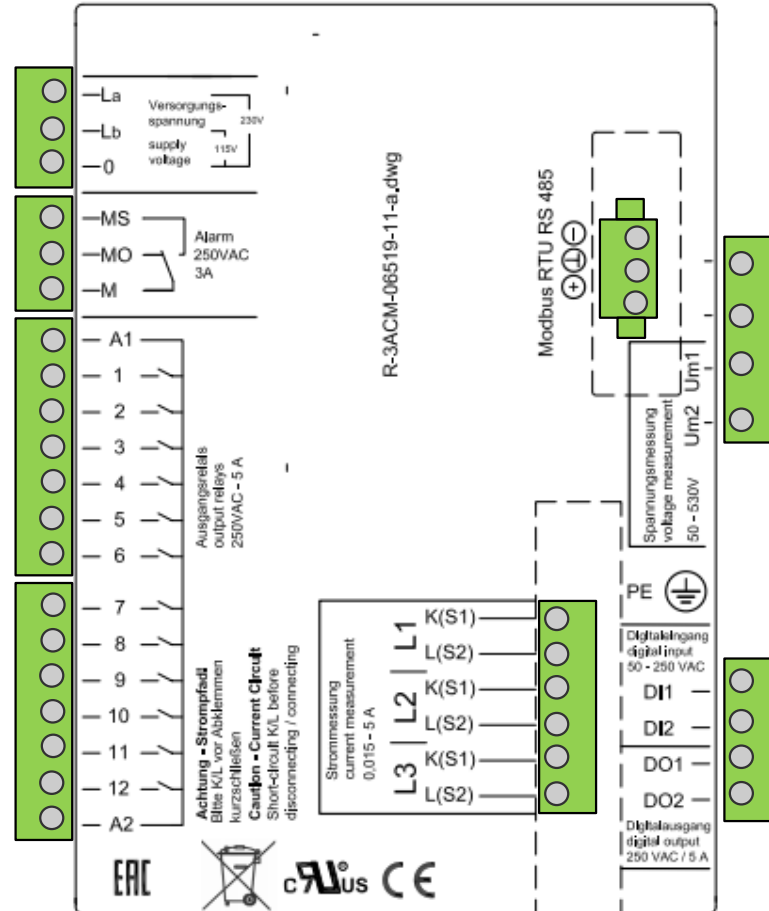 La
Lb
0
Versorgungs-
spannung
supply
voltage
115V
230V
MS
MO
M
Alarm
250VAC
3A
A1
1
2
3
4
5
6
Ausgangsrelais
output relays
250VAC - 5 A
7
8
9
10
11
12
A2
Achtung - Strompfad!
Bitte K/L vor Abklemmen
kurzschließen
Caution - Current Circuit
Short-circuit K/L before
disconnecting / connecting
R-3ACM-06519-11-a.dwg
Modbus RTU RS 485
Um1
Um2
Spannungsmessung
voltage measurement
50 - 530V
PE
Strommessung
current measurement
0,015 - 5 A
L1
K(S1)
L(S2)
L2
K(S1)
L(S2)
L3
K(S1)
L(S2)
Digitaleingang
digital input
50 - 250 VAC
DI1
DI2
DO1
DO2
Digitalausgang
digital output
250 VAC / 5 A
EAC
c RU US CE